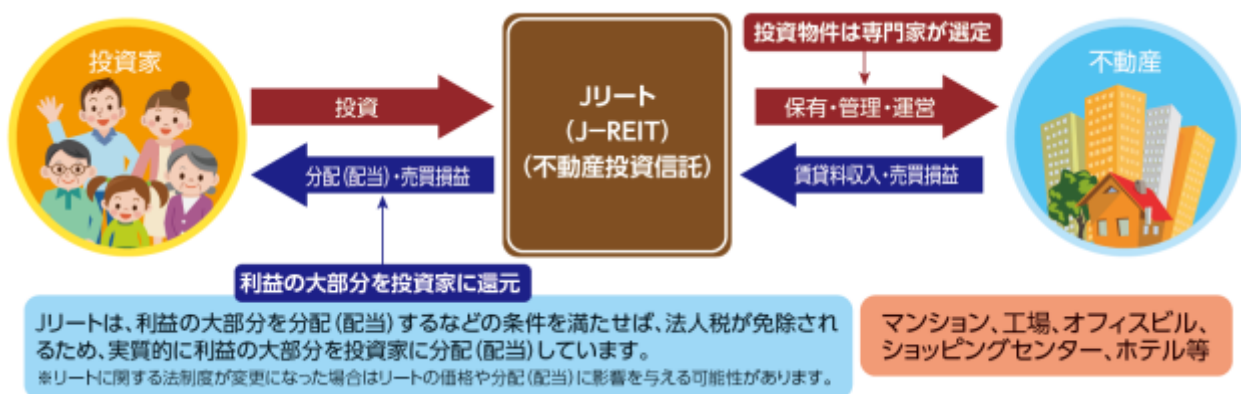 投資家
投資
分配(配当)・売買損益
利益の大部分を投資家に還元
Jリート
(J-REIT)
(不動産投資信託)
投資物件は専門家が選定
保有・管理・運営
賃貸料収入・売買損益
不動産
Jリートは、利益の大部分を分配(配当)するなどの条件を満たせば、法人税が免除され
るため、実質的に利益の大部分を投資家に分配(配当)しています。
※リートに関する法制度が変更になった場合はリートの価格や分配(配当)に影響を与える可能性があります。
マンション、工場、オフィスビル、
ショッピングセンター、ホテル等